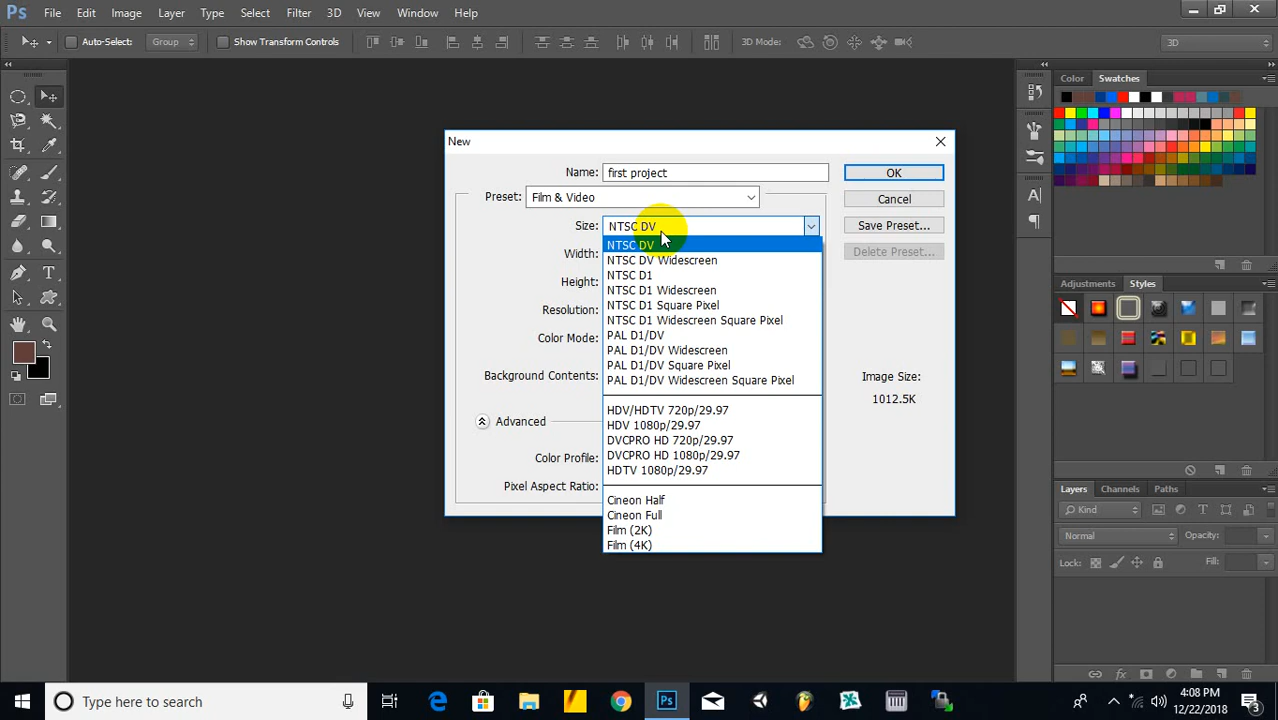 Ps File Edit Image Layer Type Select Filter 3D View Window Help
Auto-Select: Group Show Transform Controls 3D Mode: 3D
Color Swatches
New
Name: first project OK
Preset: Film & Video Cancel
Size: NTSC DV Save Preset...
NTSC DV
Delete Preset...
Width:
NTSC DV Widescreen
NTSC D1
Height:
NTSC D1 Widescreen
NTSC D1 Square Pixel
Resolution:
NTSC D1 Widescreen Square Pixel
PAL D1/DV
Color Mode:
PAL D1/DV Widescreen
PAL D1/DV Square Pixel
Background Contents:
PAL D1/DV Widescreen Square Pixel
Image Size:
1012.5K
HDV/HDTV 720p/29.97
Advanced
HDV 1080p/29.97
DVCPRO HD 720p/29.97
DVCPRO HD 1080p/29.97
Color Profile:
HDTV 1080p/29.97
Pixel Aspect Ratio:
Cineon Half
Cineon Full
Film (2K)
Film (4K)
Adjustments Styles
Layers Channels Paths
Kind
Normal Opacity:
Lock: Fill:
Type here to search
Ps
4:08 PM
12/22/2018